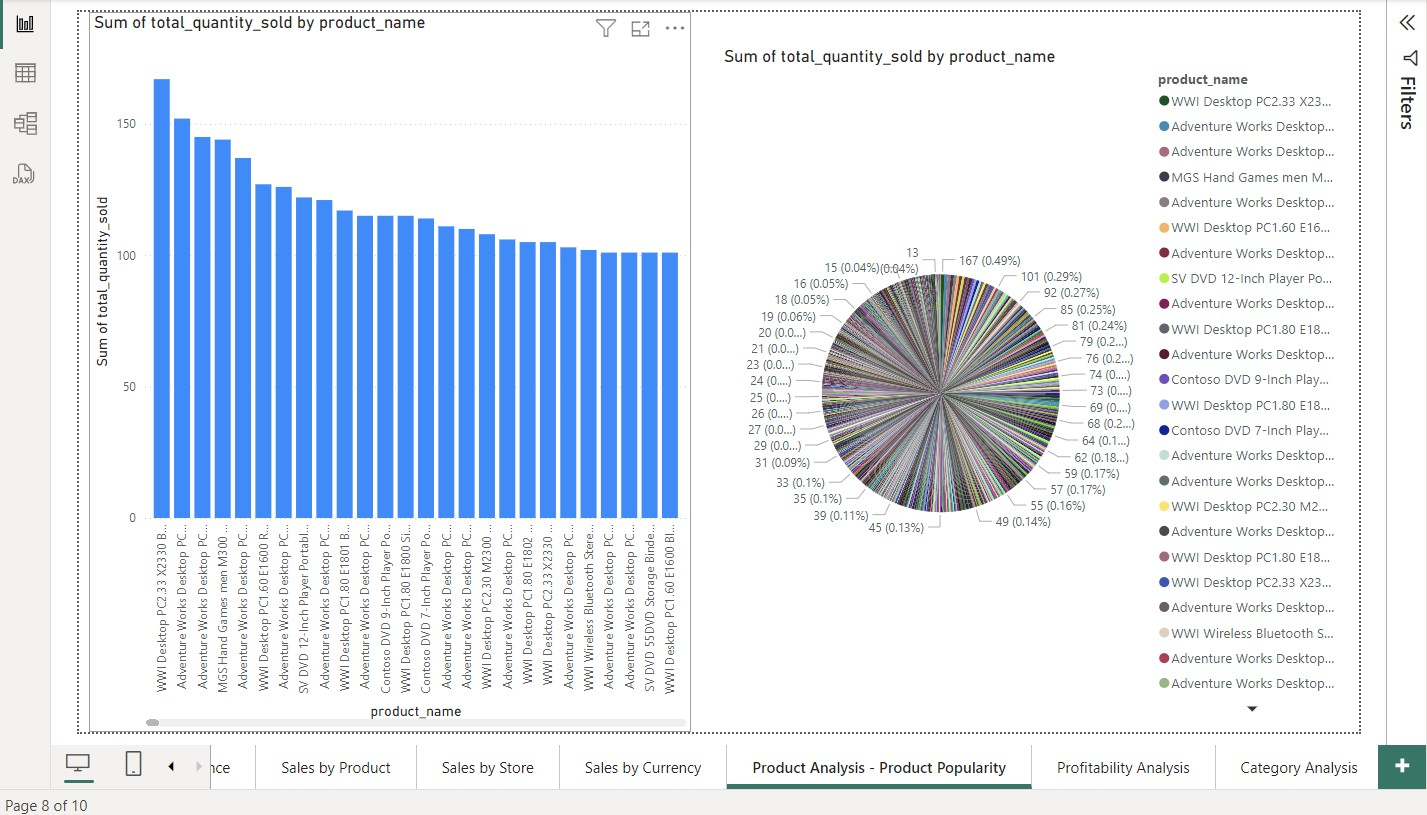 Sum of total_quantity_sold by product_name
Sum of total_quantity_sold
150
100
50
0
WWI Desktop PC2.33 X2330 B...
Adventure Works Desktop PC...
Adventure Works Desktop PC...
MGS Hand Games men M300 ...
Adventure Works Desktop PC...
WWI Desktop PC1.60 E1600 R...
Adventure Works Desktop PC...
SV DVD 12-Inch Player Portabl...
Adventure Works Desktop PC...
WWI Desktop PC1.80 E1801 B...
Adventure Works Desktop PC...
Contoso DVD 9-Inch Player Po...
WWI Desktop PC1.80 E1800 Si...
Contoso DVD 7-Inch Player Po...
Adventure Works Desktop PC...
Adventure Works Desktop PC...
WWI Desktop PC2.30 M2300 ...
Adventure Works Desktop PC...
WWI Desktop PC1.80 E1802 ...
WWI Desktop PC2.33 X2330 ...
Adventure Works Desktop PC...
WWI Wireless Bluetooth Stere...
Adventure Works Desktop PC...
Adventure Works Desktop PC...
SV DVD 55DVD Storage Binde...
WWI Desktop PC1.60 E1600 Bl...
product_name
Sum of total_quantity_sold by product_name
13
167 (0.49%)
101 (0.29%)
92 (0.27%)
85 (0.25%)
81 (0.24%)
79 (0.2...)
76 (0.2...)
74 (0....)
73 (0....)
69 (0....)
68 (0.2...)
64 (0.1...)
62 (0.18...)
59 (0.17%)
57 (0.17%)
55 (0.16%)
49 (0.14%)
45 (0.13%)
39 (0.11%)
35 (0.1%)
33 (0.1%)
31 (0.09%)
29 (0.0...)
27 (0.0...)
26 (0....)
25 (0....)
24 (0....)
23 (0.0...)
21 (0.0...)
20 (0.0...)
19 (0.06%)
18 (0.05%)
16 (0.05%)
15 (0.04%)
(0.04%)
product_name
WWI Desktop PC2.33 X23...
Adventure Works Desktop...
Adventure Works Desktop...
MGS Hand Games men M...
Adventure Works Desktop...
WWI Desktop PC1.60 E16...
Adventure Works Desktop...
SV DVD 12-Inch Player Po...
Adventure Works Desktop...
WWI Desktop PC1.80 E18...
Adventure Works Desktop...
Contoso DVD 9-Inch Play...
WWI Desktop PC1.80 E18...
Contoso DVD 7-Inch Play...
Adventure Works Desktop...
Adventure Works Desktop...
WWI Desktop PC2.30 M2...
Adventure Works Desktop...
WWI Desktop PC1.80 E18...
WWI Desktop PC2.33 X23...
Adventure Works Desktop...
WWI Wireless Bluetooth S...
Adventure Works Desktop...
Adventure Works Desktop...
Filters
DAX
nce
Sales by Product
Sales by Store
Sales by Currency
Product Analysis - Product Popularity
Profitability Analysis
Category Analysis
Page 8 of 10